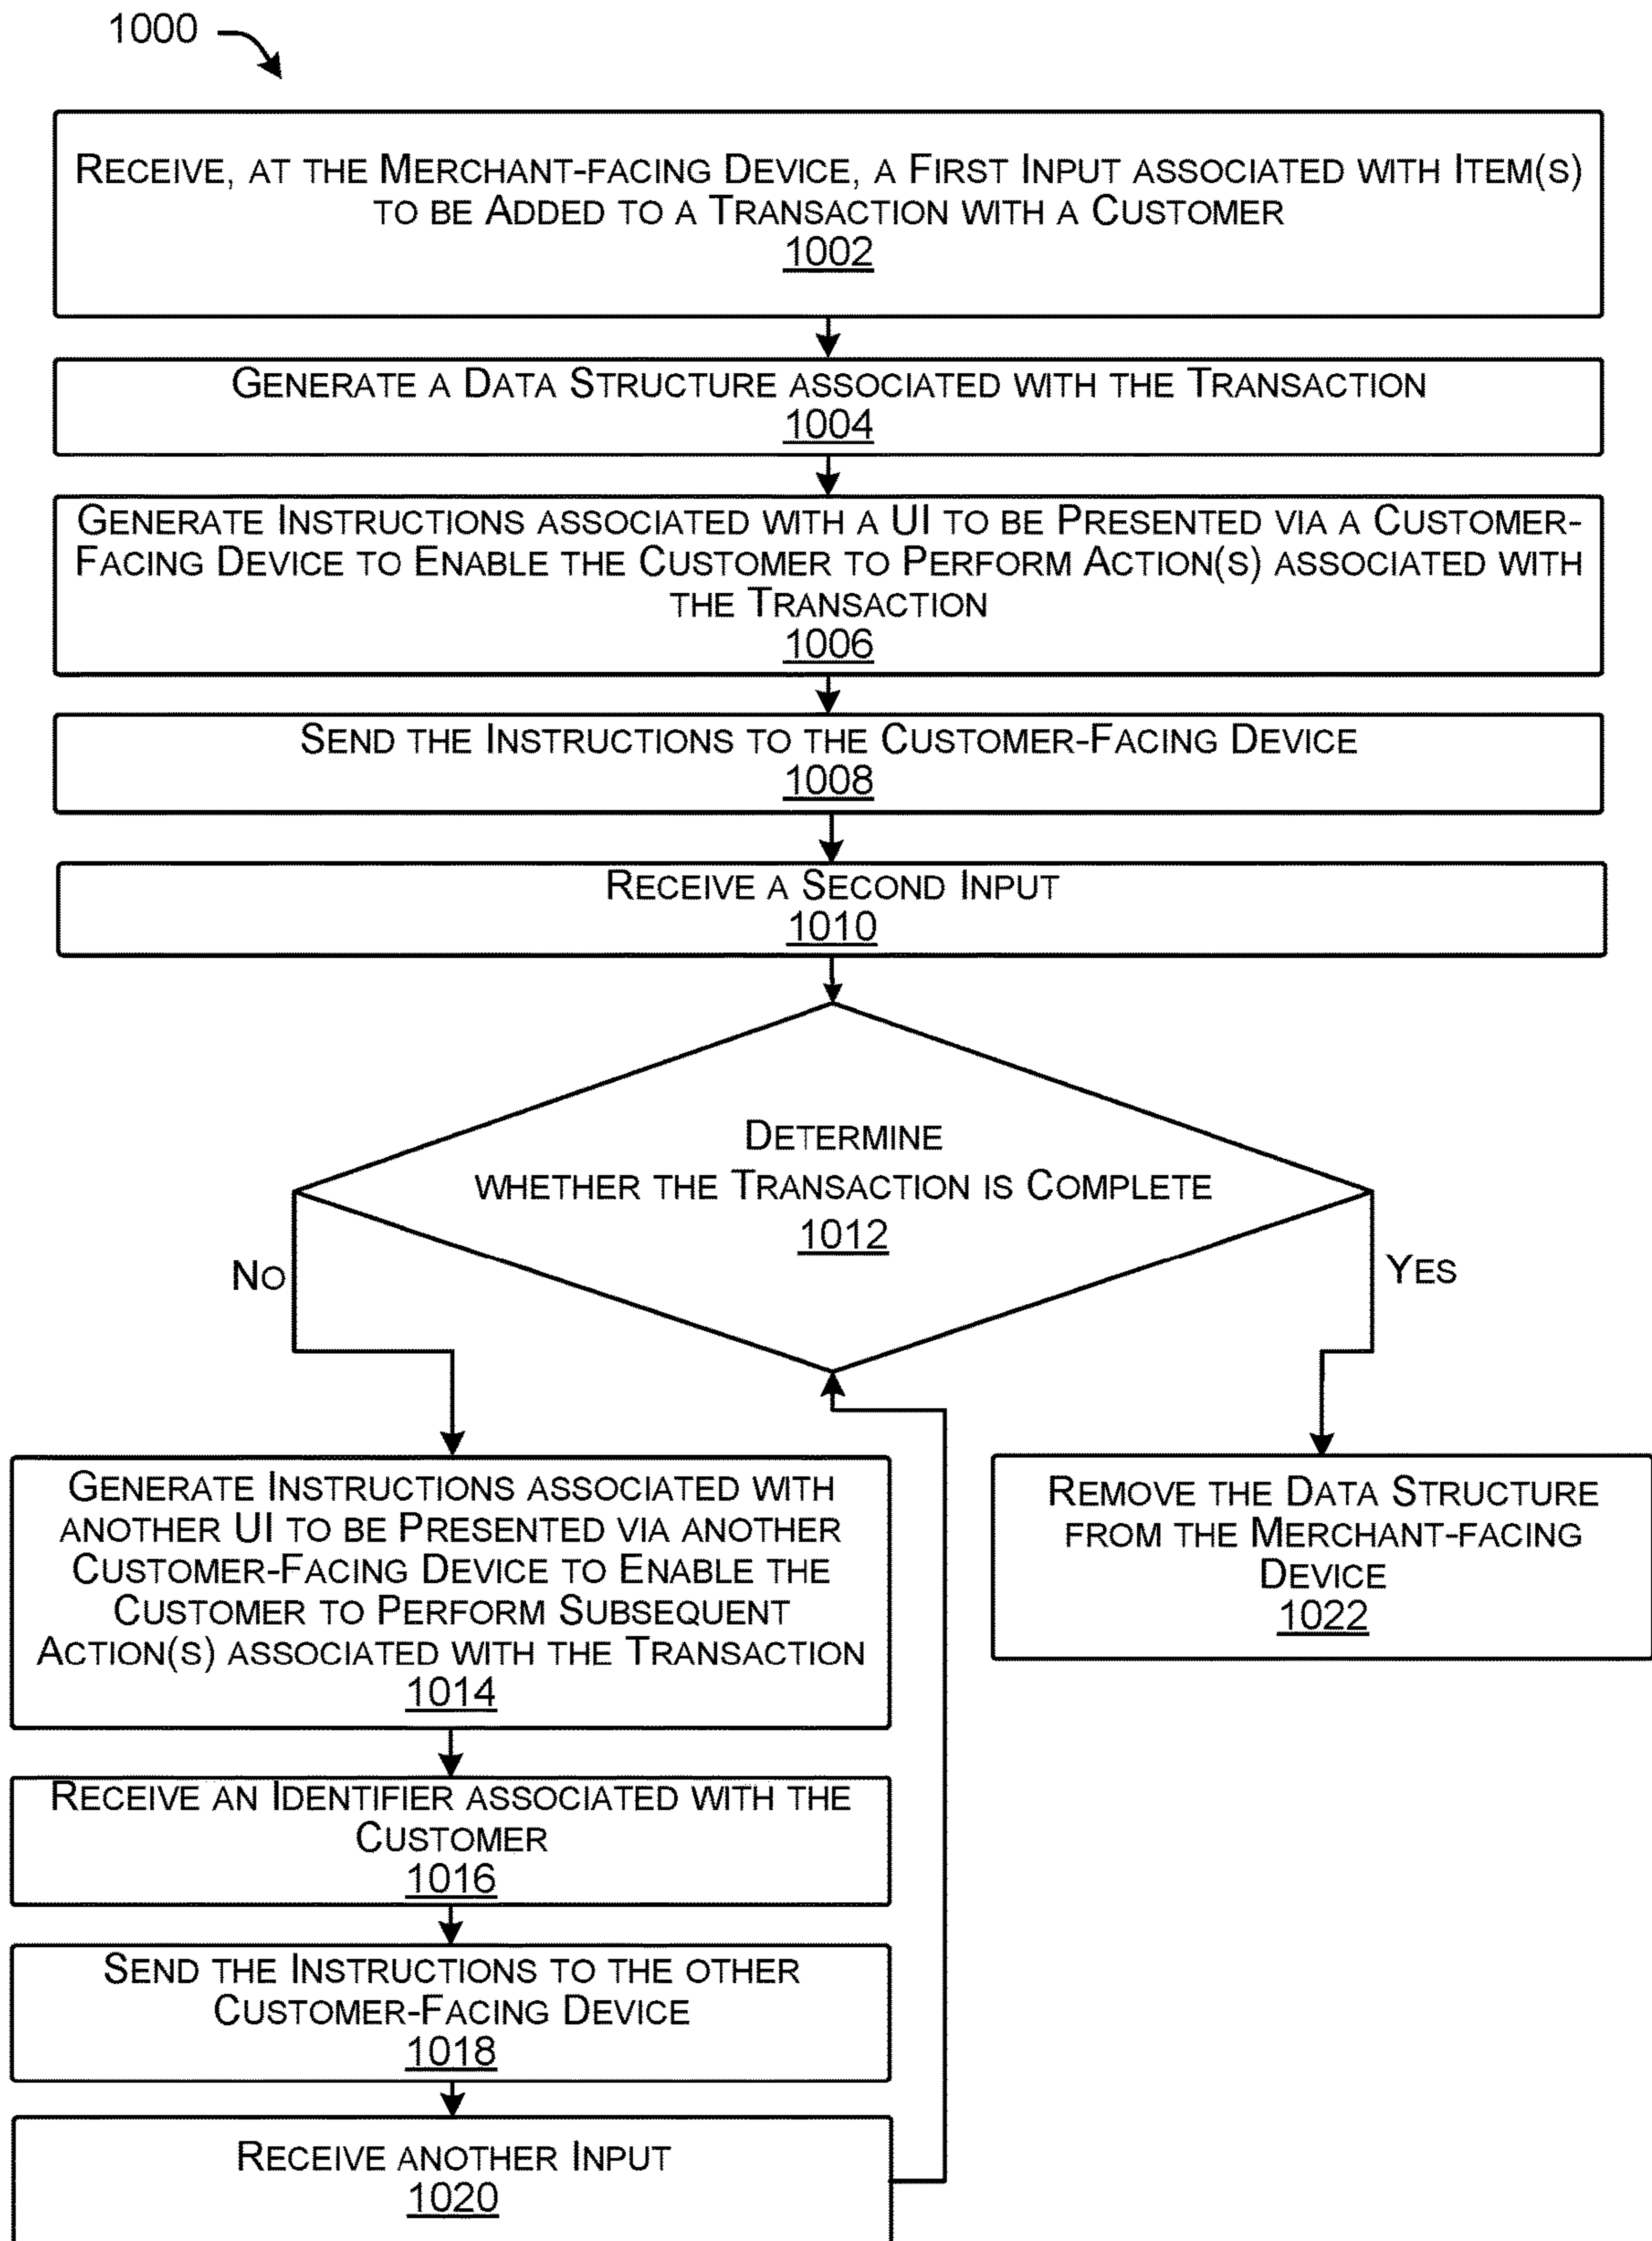 1000
RECEIVE, AT THE MERCHANT-FACING DEVICE, A FIRST INPUT ASSOCIATED WITH ITEM(S)
TO BE ADDED TO A TRANSACTION WITH A CUSTOMER
1002
GENERATE A DATA STRUCTURE ASSOCIATED WITH THE TRANSACTION
1004
GENERATE INSTRUCTIONS ASSOCIATED WITH A UI TO BE PRESENTED VIA A CUSTOMER-
FACING DEVICE TO ENABLE THE CUSTOMER TO PERFORM ACTION(S) ASSOCIATED WITH
THE TRANSACTION
1006
SEND THE INSTRUCTIONS TO THE CUSTOMER-FACING DEVICE
1008
RECEIVE A SECOND INPUT
1010
DETERMINE
WHETHER THE TRANSACTION IS COMPLETE
1012
NO
YES
GENERATE INSTRUCTIONS ASSOCIATED WITH
ANOTHER UI TO BE PRESENTED VIA ANOTHER
CUSTOMER-FACING DEVICE TO ENABLE THE
CUSTOMER TO PERFORM SUBSEQUENT
ACTION(S) ASSOCIATED WITH THE TRANSACTION
1014
REMOVE THE DATA STRUCTURE
FROM THE MERCHANT-FACING
DEVICE
1022
RECEIVE AN IDENTIFIER ASSOCIATED WITH THE
CUSTOMER
1016
SEND THE INSTRUCTIONS TO THE OTHER
CUSTOMER-FACING DEVICE
1018
RECEIVE ANOTHER INPUT
1020